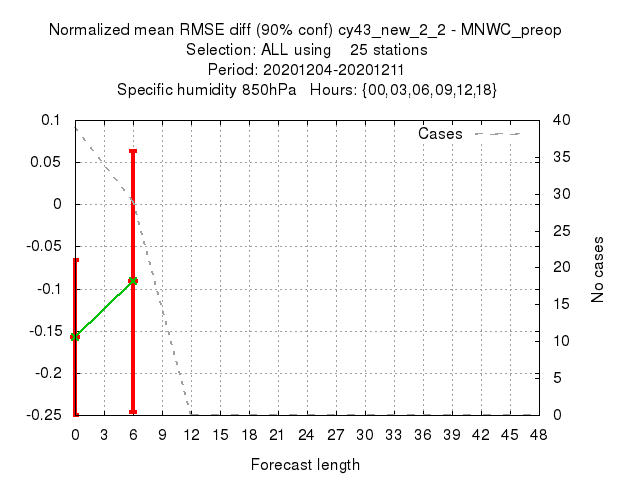 Normalized mean RMSE diff (90% conf) cy43_new_2_2 - MNWC_preop
Selection: ALL using    25 stations
Period: 20201204-20201211
Specific humidity 850hPa   Hours: {00,03,06,09,12,18}
Cases
0.1
0.05
0
-0.05
-0.1
-0.15
-0.2
-0.25
40
35
30
25
20
15
10
5
0
No cases
0 3 6 9 12 15 18 21 24 27 30 33 36 39 42 45 48
Forecast length